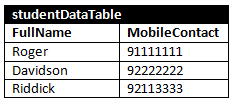 studentDataTable
FullName MobileContact
Roger 91111111
Davidson 92222222
Riddick 92113333